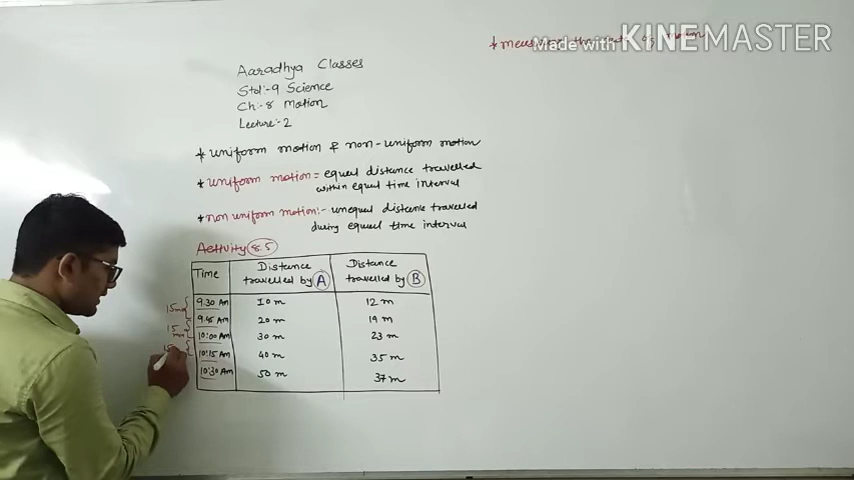 Made with KINEMASTER
Aaradhya Classes
Std:-9 Science
Ch:-8 Motion
Lecture:-2
* uniform motion & non-uniform motion
* uniform motion = equal distance travelled
within equal time interval
* non uniform motion:- unequal distance travelled
during equal time interval
Activity 8.5
Time Distance travelled by A Distance travelled by B
9.30 Am 10 m 12 m
9.45 Am 20 m 19 m
10:00 Am 30 m 23 m
10:15 Am 40 m 35 m
10:30 Am 50 m 37 m
15 min
15 min
15